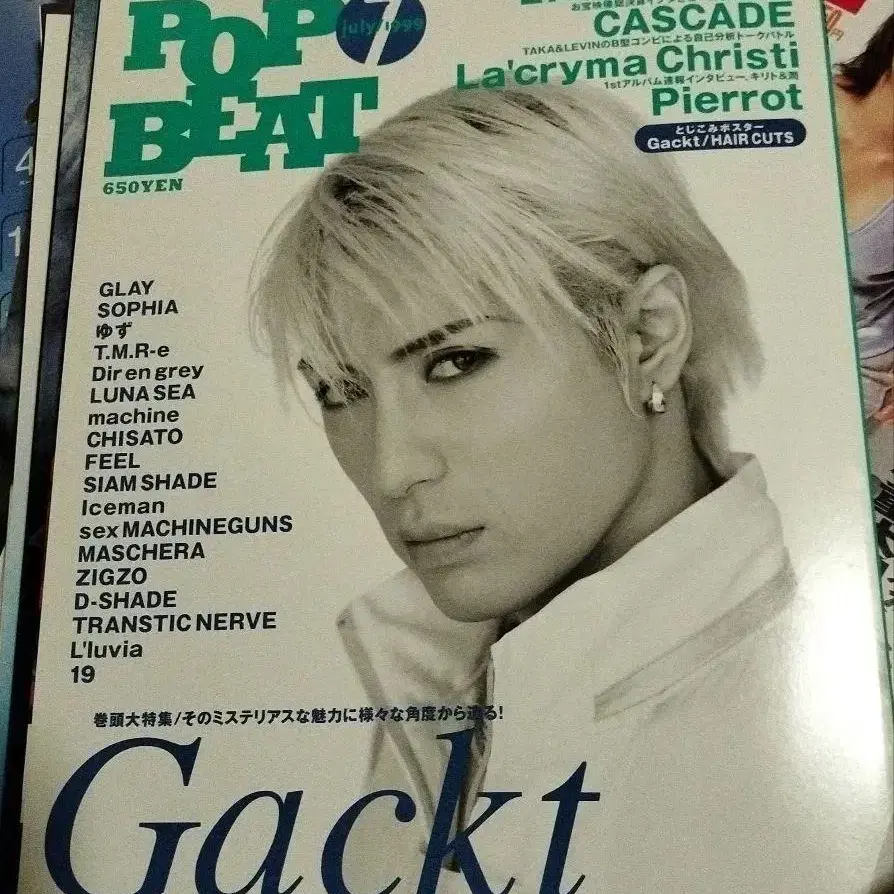 POP
BEAT
7
july/1999
650YEN
CASCADE
TAKA&LEVINのB型コンビによる自己分析トークバトル
La'cryma Christi
1stアルバム速報インタビュー、キリト&潤
Pierrot
とじこみポスター
Gackt/HAIR CUTS
GLAY
SOPHIA
ゆず
T.M.R-e
Dir en grey
LUNA SEA
machine
CHISATO
FEEL
SIAM SHADE
Iceman
sex MACHINEGUNS
MASCHERA
ZIGZO
D-SHADE
TRANSTIC NERVE
L'luvia
19
巻頭大特集/そのミステリアスな魅力に様々な角度から迫る!
Gackt